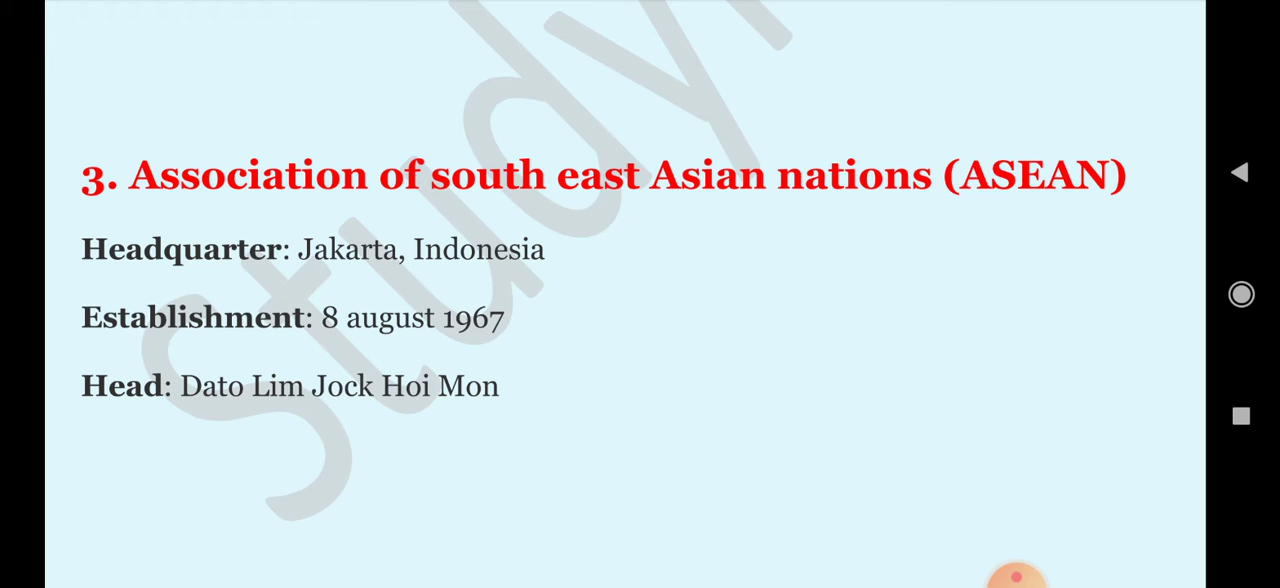 3. Association of south east Asian nations (ASEAN)
Headquarter: Jakarta, Indonesia
Establishment: 8 august 1967
Head: Dato Lim Jock Hoi Mon
Study